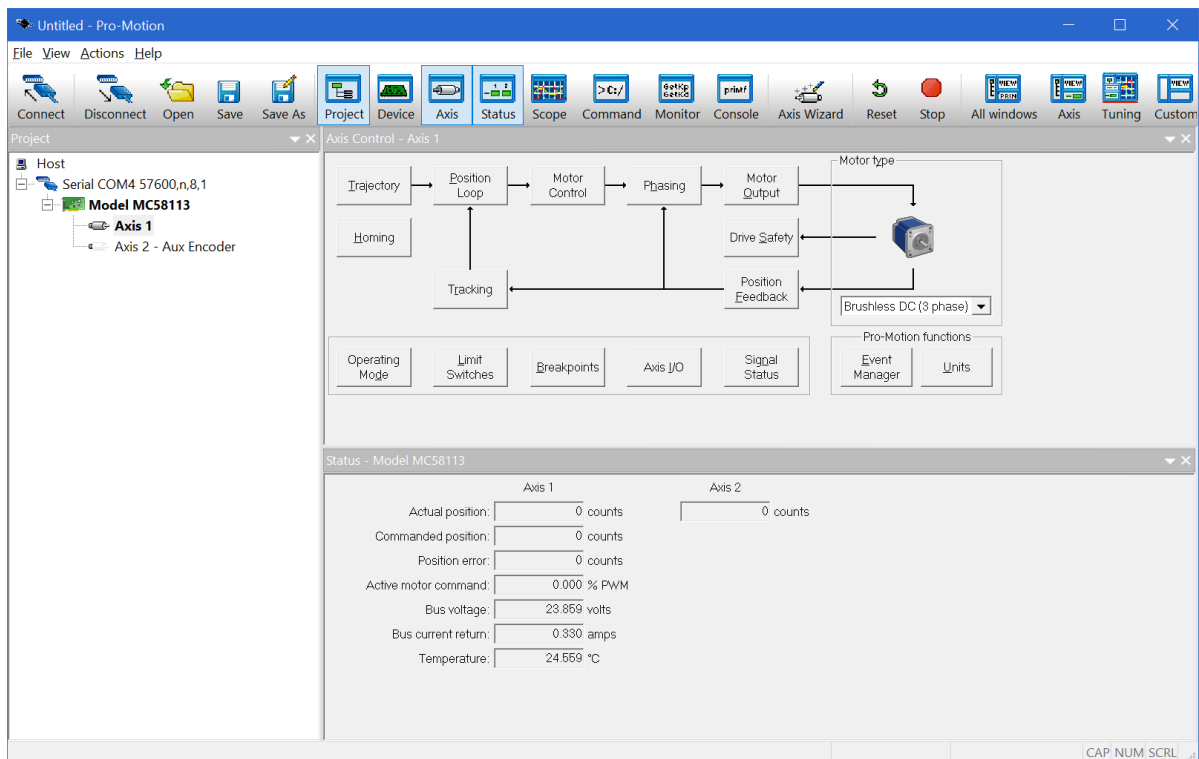 Untitled - Pro-Motion
File View Actions Help
Connect Disconnect Open Save Save As Project Device Axis Status Scope Command Monitor Console Axis Wizard Reset Stop All windows Axis Tuning Custom
>C:/ GetKp GetKd printf VIEW VIEW VIEW
Project
Axis Control - Axis 1
Host
Serial COM4 57600,n,8,1
Model MC58113
Axis 1
Axis 2 - Aux Encoder
Motor type
Trajectory
Position
Loop
Motor
Control
Phasing
Motor
Output
Homing
Drive Safety
Tracking
Position
Feedback
Brushless DC (3 phase)
Operating
Mode
Limit
Switches
Breakpoints
Axis I/O
Signal
Status
Pro-Motion functions
Event
Manager
Units
Status - Model MC58113
Axis 1 Axis 2
Actual position: 0 counts 0 counts
Commanded position: 0 counts
Position error: 0 counts
Active motor command: 0.000 % PWM
Bus voltage: 23.859 volts
Bus current return: 0.330 amps
Temperature: 24.559 °C
CAP NUM SCRL